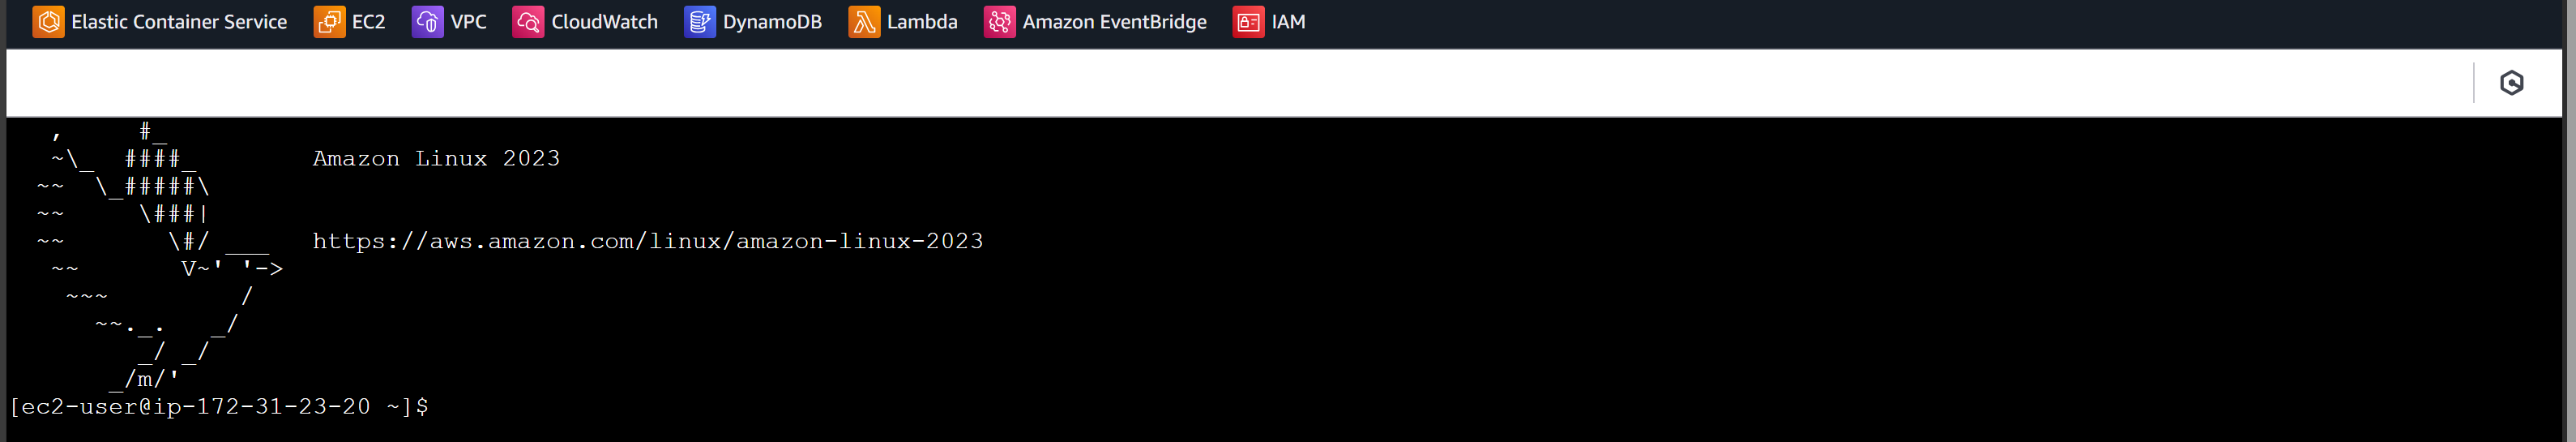 Elastic Container Service EC2 VPC CloudWatch DynamoDB Lambda Amazon EventBridge IAM
   ,     #_
   ~\_  ####_        Amazon Linux 2023
  ~~  \_#####\
  ~~     \###|
  ~~       \#/ ___   https://aws.amazon.com/linux/amazon-linux-2023
   ~~       V~' '->
    ~~~         /
      ~~._.   _/
         _/ _/
       _/m/'
[ec2-user@ip-172-31-23-20 ~]$